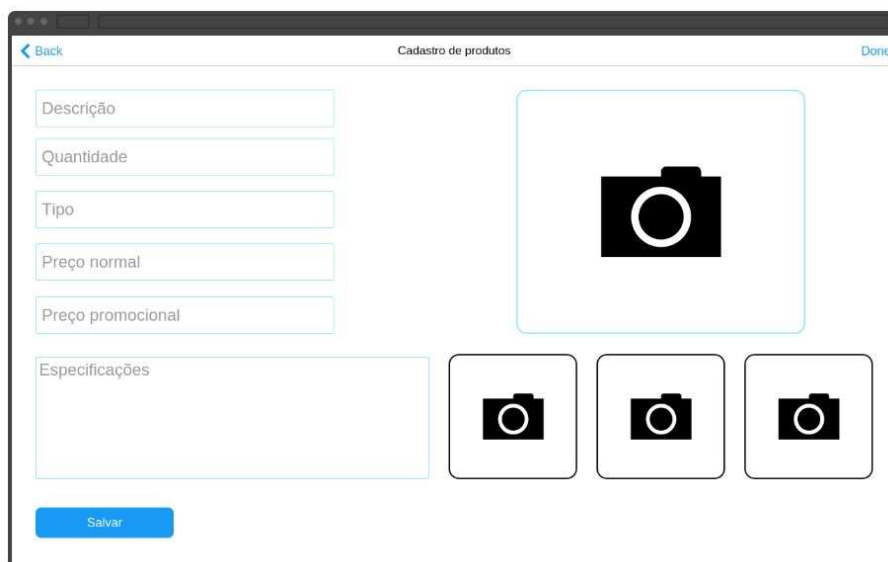 Back
Cadastro de produtos
Done
Descrição
Quantidade
Tipo
Preço normal
Preço promocional
Especificações
Salvar